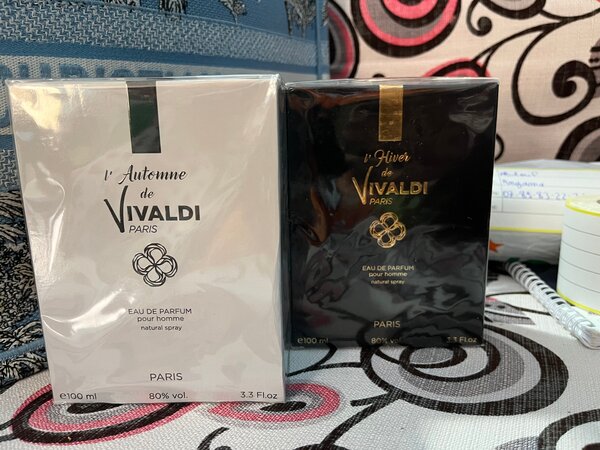 l' Automne
de
VIVALDI
PARIS
EAU DE PARFUM
pour homme
natural spray
PARIS
℮100 ml 80% vol. 3.3 Fl.oz
l' Hiver
de
VIVALDI
PARIS
EAU DE PARFUM
pour homme
natural spray
PARIS
℮100 ml 80% vol. 3.3 Fl.oz